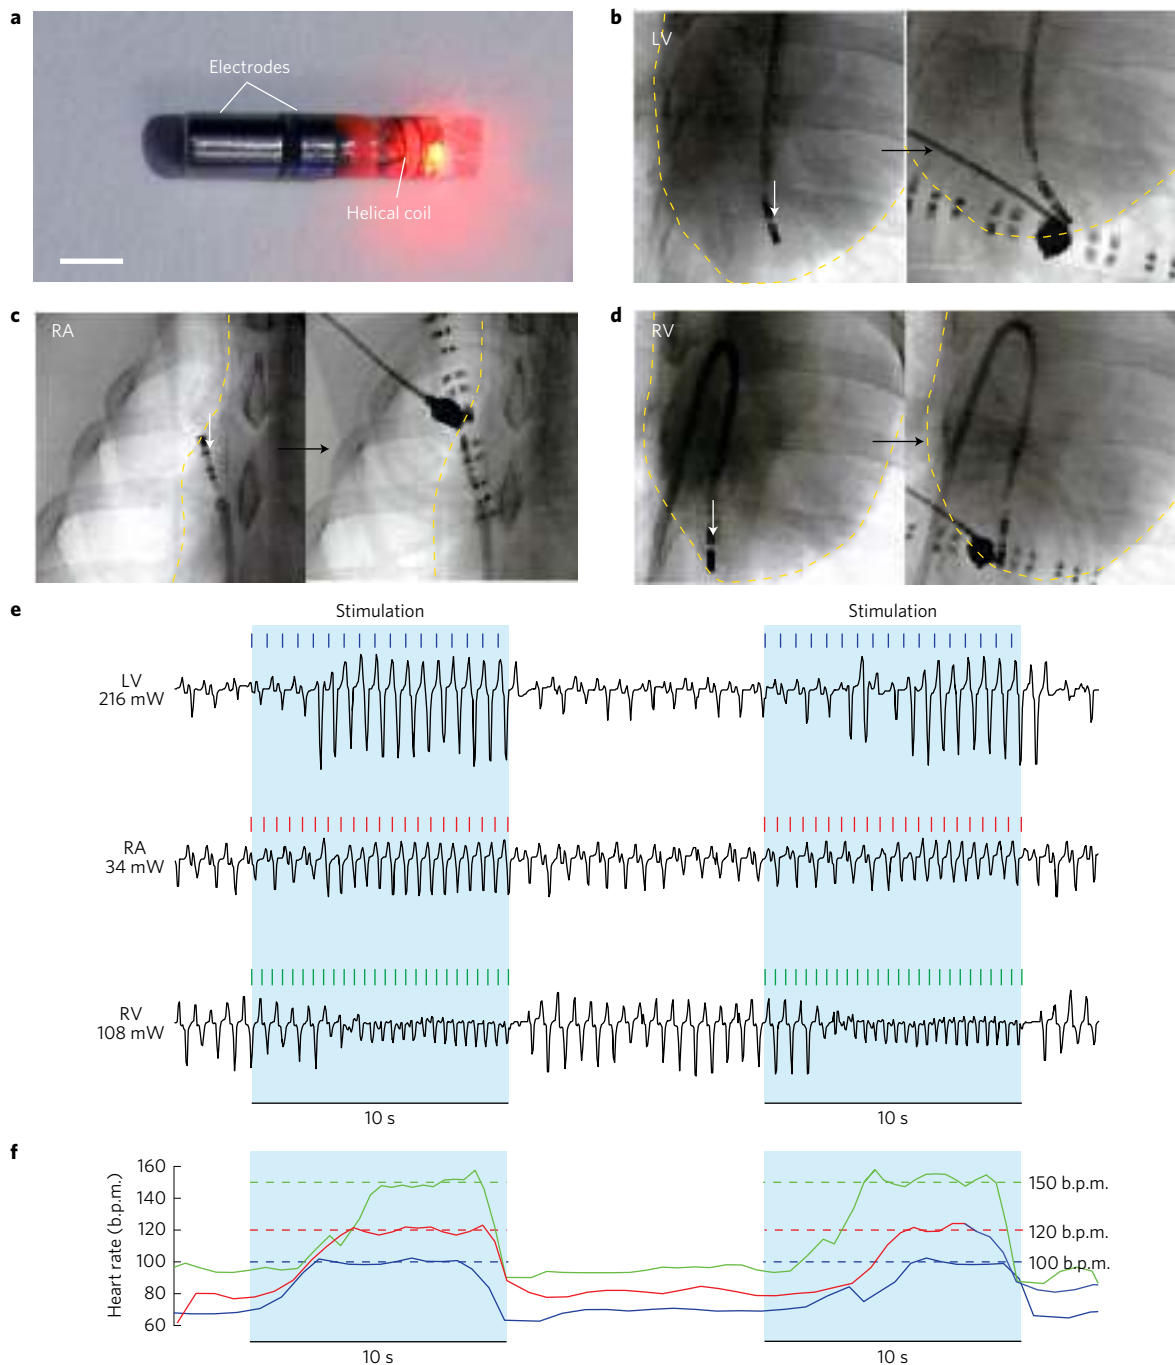 a
Electrodes
Helical coil
b
LV
c
RA
d
RV
e
Stimulation
Stimulation
LV
216 mW
RA
34 mW
RV
108 mW
10 s
10 s
f
Heart rate (b.p.m.)
160
140
120
100
80
60
150 b.p.m.
120 b.p.m.
100 b.p.m.
10 s
10 s